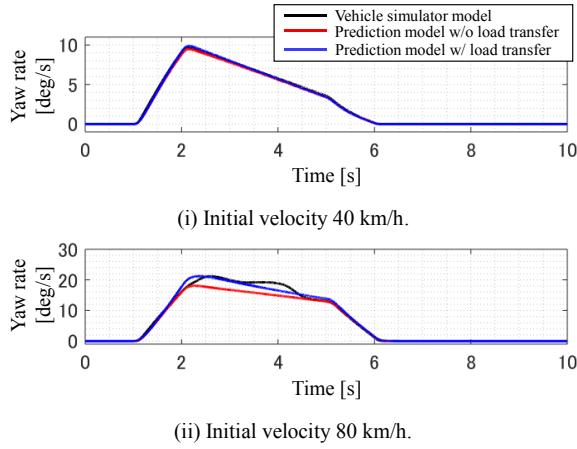 Vehicle simulator model
Prediction model w/o load transfer
Prediction model w/ load transfer
Yaw rate
[deg/s]
10
5
0
0 2 4 6 8 10
Time [s]
(i) Initial velocity 40 km/h.
Yaw rate
[deg/s]
30
20
10
0
0 2 4 6 8 10
Time [s]
(ii) Initial velocity 80 km/h.